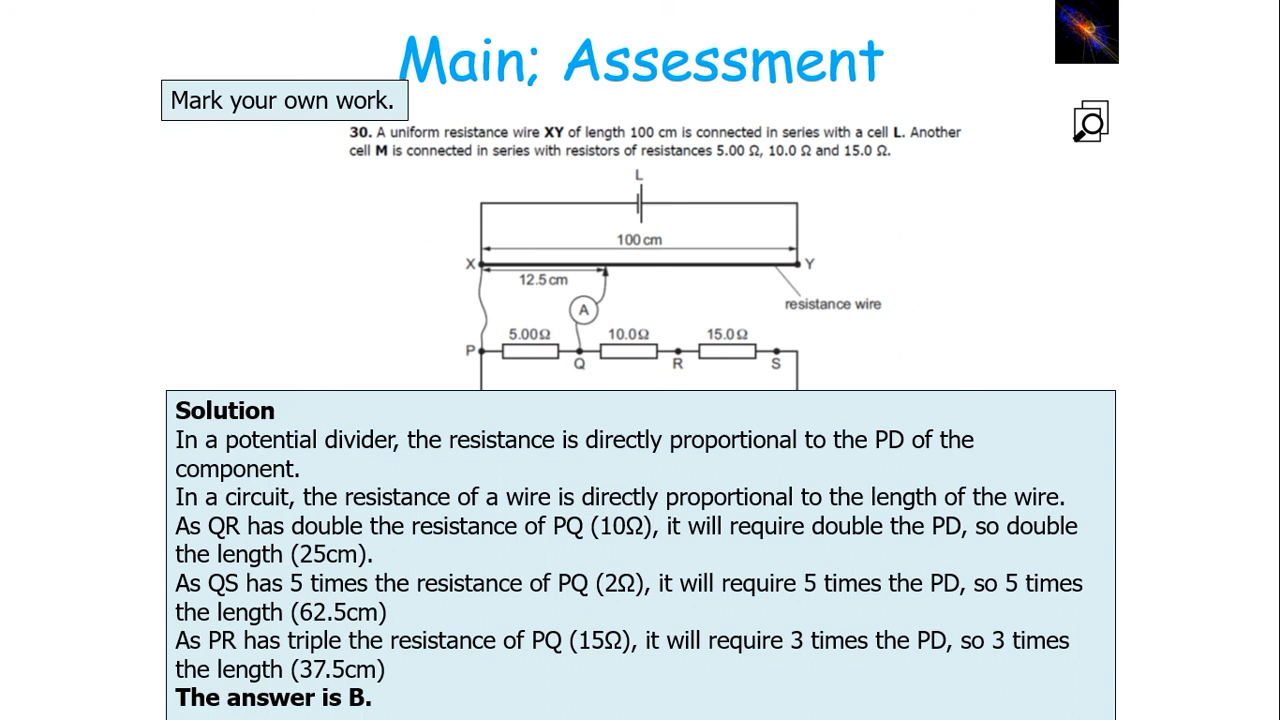 Main; Assessment
Mark your own work.
30. A uniform resistance wire XY of length 100 cm is connected in series with a cell L. Another
cell M is connected in series with resistors of resistances 5.00 Ω, 10.0 Ω and 15.0 Ω.
L
100 cm
X
Y
12.5 cm
A
resistance wire
5.00 Ω
10.0 Ω
15.0 Ω
P
Q
R
S
Solution
In a potential divider, the resistance is directly proportional to the PD of the
component.
In a circuit, the resistance of a wire is directly proportional to the length of the wire.
As QR has double the resistance of PQ (10Ω), it will require double the PD, so double
the length (25cm).
As QS has 5 times the resistance of PQ (2Ω), it will require 5 times the PD, so 5 times
the length (62.5cm)
As PR has triple the resistance of PQ (15Ω), it will require 3 times the PD, so 3 times
the length (37.5cm)
The answer is B.